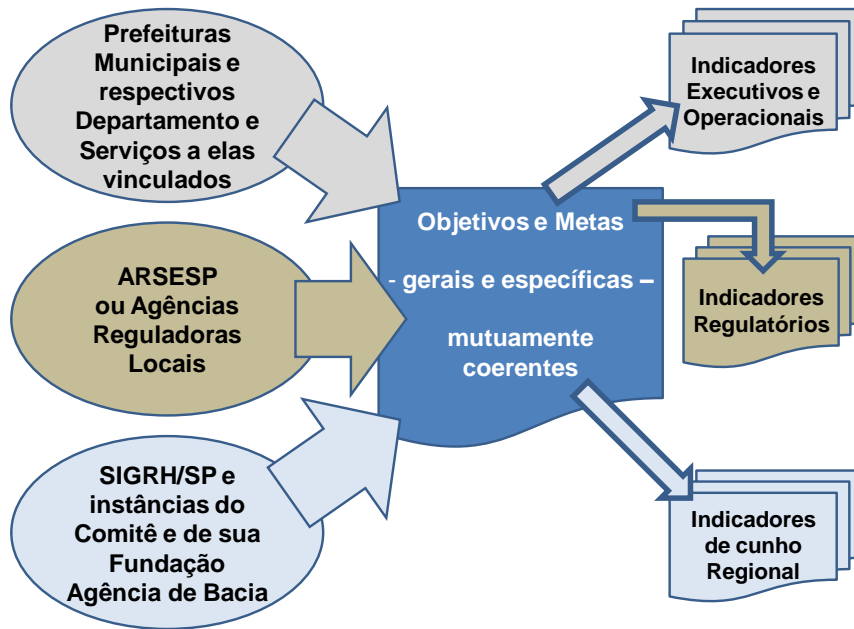 Prefeituras
Municipais e
respectivos
Departamento e
Serviços a elas
vinculados
ARSESP
ou Agências
Reguladoras
Locais
SIGRH/SP e
instâncias do
Comitê e de sua
Fundação
Agência de Bacia
Objetivos e Metas
- gerais e específicas –
mutuamente
coerentes
Indicadores
Executivos e
Operacionais
Indicadores
Regulatórios
Indicadores
de cunho
Regional